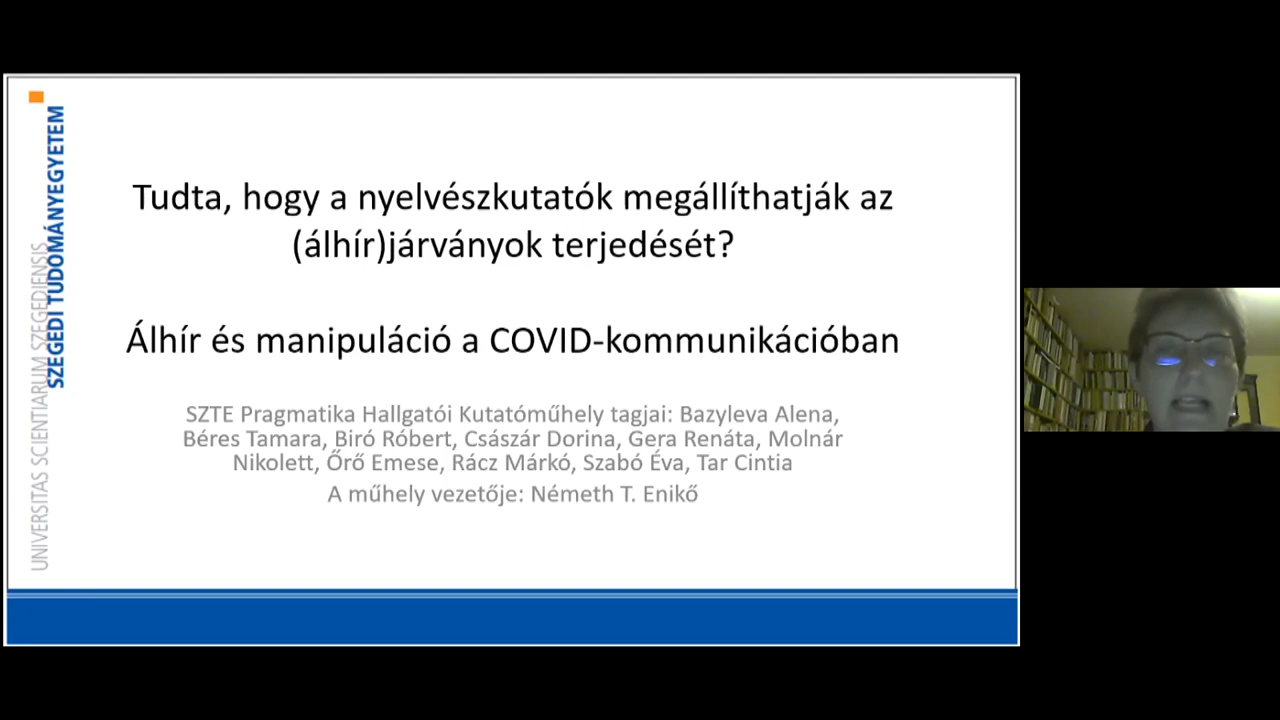 SZEGEDI TUDOMÁNYEGYETEM
UNIVERSITAS SCIENTIARUM SZEGEDIENSIS
Tudta, hogy a nyelvészkutatók megállíthatják az
(álhír)járványok terjedését?
Álhír és manipuláció a COVID-kommunikációban
SZTE Pragmatika Hallgatói Kutatóműhely tagjai: Bazyleva Alena,
Béres Tamara, Biró Róbert, Császár Dorina, Gera Renáta, Molnár
Nikolett, Őrő Emese, Rácz Márkó, Szabó Éva, Tar Cintia
A műhely vezetője: Németh T. Enikő